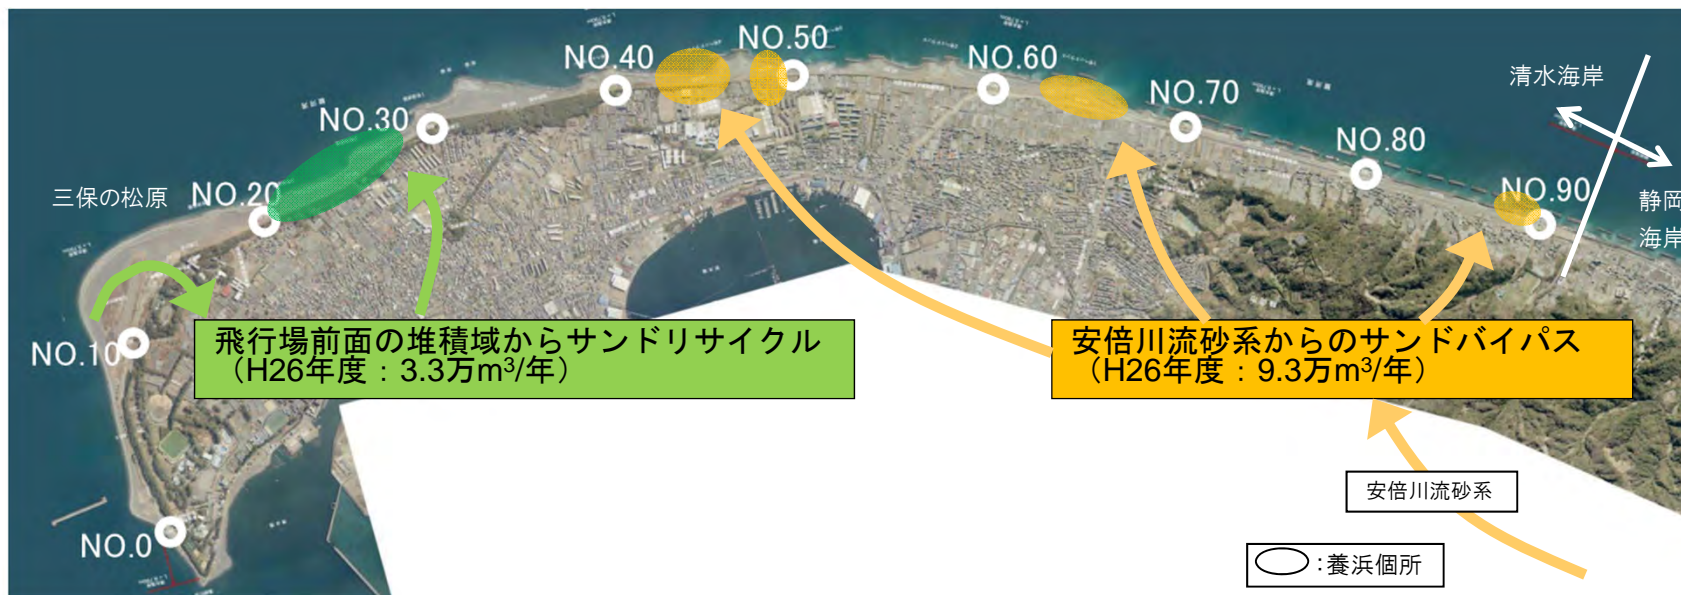 NO.50
NO.40
NO.60
清水海岸
NO.30
NO.70
NO.80
三保の松原
NO.20
NO.90
静岡
海岸
飛行場前面の堆積域からサンドリサイクル
（H26年度：3.3万m³/年）
安倍川流砂系からのサンドバイパス
（H26年度：9.3万m³/年）
NO.10
安倍川流砂系
NO.0
:養浜個所